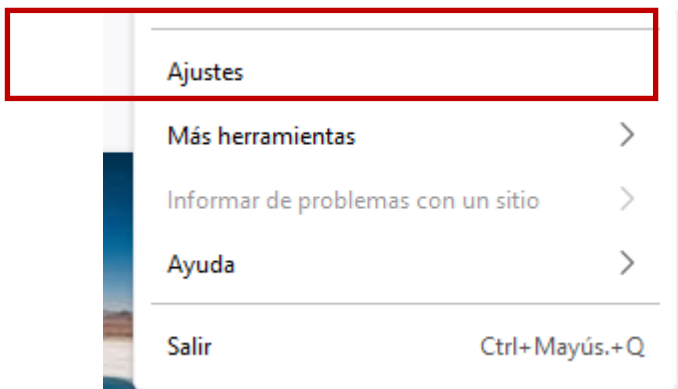 Ajustes
Más herramientas
Informar de problemas con un sitio
Ayuda
Salir Ctrl+Mayús.+Q